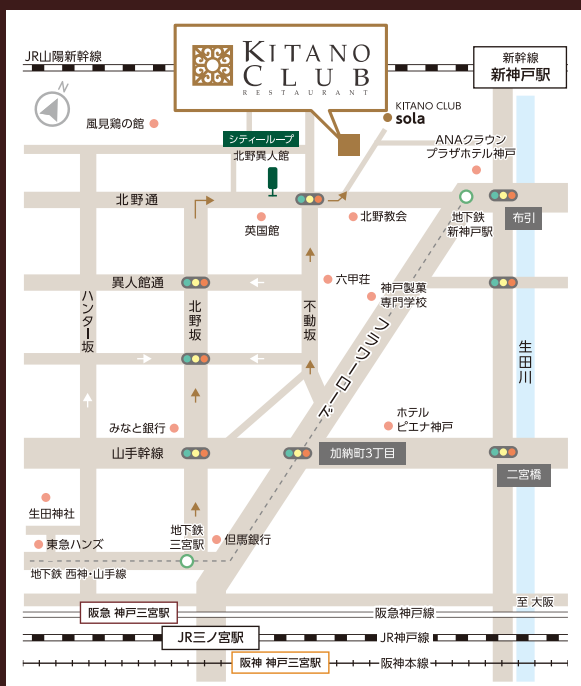 JR山陽新幹線
KITANO
CLUB
RESTAURANT
新幹線
新神戸駅
N
風見鶏の館
KITANO CLUB
sola
シティーループ
北野異人館
ANAクラウン
プラザホテル神戸
北野通
英国館
北野教会
地下鉄
新神戸駅
布引
異人館通
六甲荘
神戸製菓
専門学校
ハンター坂
北野坂
不動坂
フラワーロード
生田川
みなと銀行
ホテル
ピエナ神戸
山手幹線
加納町3丁目
二宮橋
生田神社
東急ハンズ
地下鉄
三宮駅
但馬銀行
地下鉄 西神・山手線
至 大阪
阪急 神戸三宮駅
阪急神戸線
JR三ノ宮駅
JR神戸線
阪神 神戸三宮駅
阪神本線